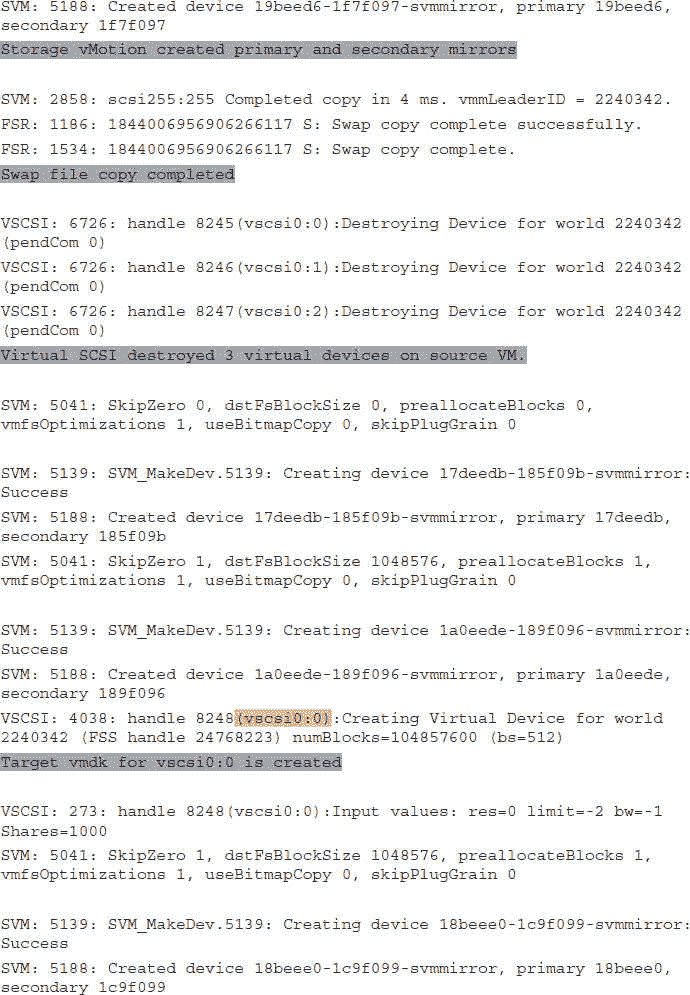 SVM: 5188: Created device 19beed6-1f7f097-svmmirror, primary 19beed6,
secondary 1f7f097
Storage vMotion created primary and secondary mirrors
SVM: 2858: scsi255:255 Completed copy in 4 ms. vmmLeaderID = 2240342.
FSR: 1186: 1844006956906266117 S: Swap copy complete successfully.
FSR: 1534: 1844006956906266117 S: Swap copy complete.
Swap file copy completed
VSCSI: 6726: handle 8245(vscsi0:0):Destroying Device for world 2240342
(pendCom 0)
VSCSI: 6726: handle 8246(vscsi0:1):Destroying Device for world 2240342
(pendCom 0)
VSCSI: 6726: handle 8247(vscsi0:2):Destroying Device for world 2240342
(pendCom 0)
Virtual SCSI destroyed 3 virtual devices on source VM.
SVM: 5041: SkipZero 0, dstFsBlockSize 0, preallocateBlocks 0,
vmfsOptimizations 1, useBitmapCopy 0, skipPlugGrain 0
SVM: 5139: SVM_MakeDev.5139: Creating device 17deedb-185f09b-svmmirror:
Success
SVM: 5188: Created device 17deedb-185f09b-svmmirror, primary 17deedb,
secondary 185f09b
SVM: 5041: SkipZero 1, dstFsBlockSize 1048576, preallocateBlocks 1,
vmfsOptimizations 1, useBitmapCopy 0, skipPlugGrain 0
SVM: 5139: SVM_MakeDev.5139: Creating device 1a0eede-189f096-svmmirror:
Success
SVM: 5188: Created device 1a0eede-189f096-svmmirror, primary 1a0eede,
secondary 189f096
VSCSI: 4038: handle 8248(vscsi0:0):Creating Virtual Device for world
2240342 (FSS handle 24768223) numBlocks=104857600 (bs=512)
Target vmdk for vscsi0:0 is created
VSCSI: 273: handle 8248(vscsi0:0):Input values: res=0 limit=-2 bw=-1
Shares=1000
SVM: 5041: SkipZero 1, dstFsBlockSize 1048576, preallocateBlocks 1,
vmfsOptimizations 1, useBitmapCopy 0, skipPlugGrain 0
SVM: 5139: SVM_MakeDev.5139: Creating device 18beee0-1c9f099-svmmirror:
Success
SVM: 5188: Created device 18beee0-1c9f099-svmmirror, primary 18beee0,
secondary 1c9f099